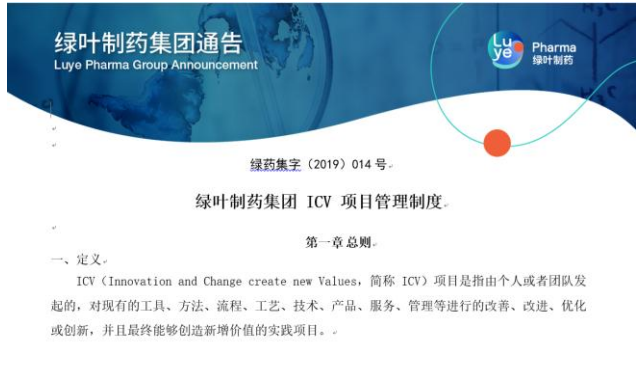 绿叶制药集团通告
Luye Pharma Group Announcement
Lu
ye
Pharma
绿叶制药
绿药集字（2019）014 号
绿叶制药集团 ICV 项目管理制度
第一章 总则
一、定义
ICV（Innovation and Change create new Values，简称 ICV）项目是指由个人或者团队发
起的，对现有的工具、方法、流程、工艺、技术、产品、服务、管理等进行的改善、改进、优化
或创新，并且最终能够创造新增价值的实践项目。